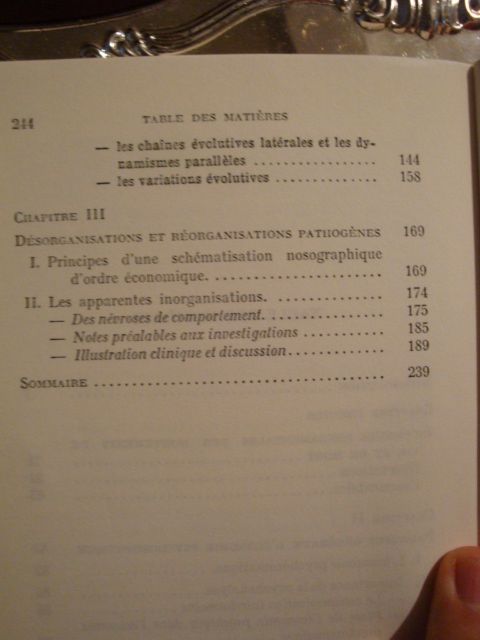 244 TABLE DES MATIÈRES
— les chaînes évolutives latérales et les dy-
namismes parallèles ................ 144
— les variations évolutives .............. 158
CHAPITRE III
DÉSORGANISATIONS ET RÉORGANISATIONS PATHOGÈNES 169
I. Principes d'une schématisation nosographique
d'ordre économique. ..................... 169
II. Les apparentes inorganisations. ............. 174
— Des névroses de comportement. ............ 175
— Notes préalables aux investigations .......... 185
— Illustration clinique et discussion ............ 189
SOMMAIRE ................................... 239